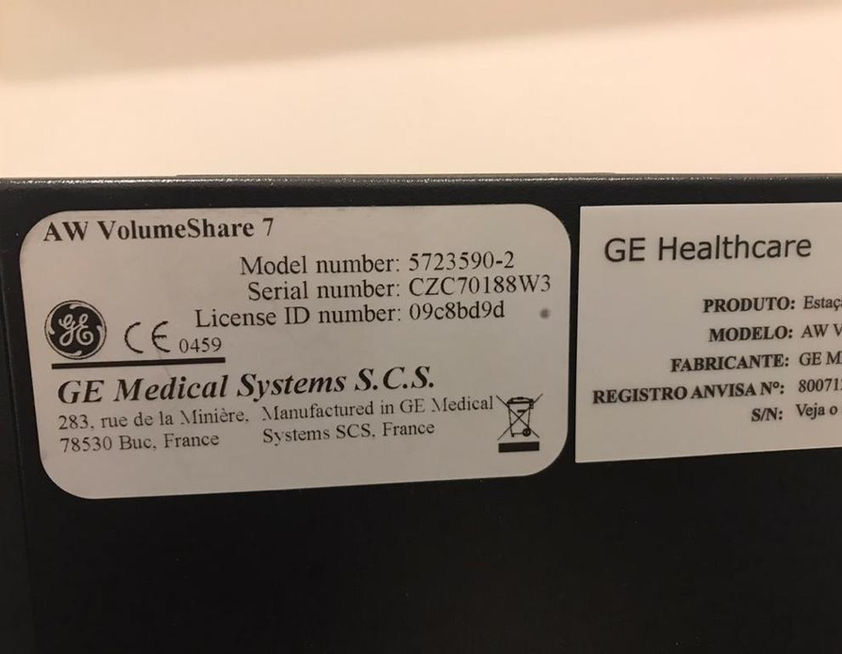 AW VolumeShare 7
Model number: 5723590-2
Serial number: CZC70188W3
License ID number: 09c8bd9d
GE
CE 0459
GE Medical Systems S.C.S.
283, rue de la Minière, Manufactured in GE Medical
78530 Buc, France Systems SCS, France
GE Healthcare
PRODUTO: Estaç
MODELO: AW V
FABRICANTE: GE M
REGISTRO ANVISA Nº: 80071
S/N: Veja o